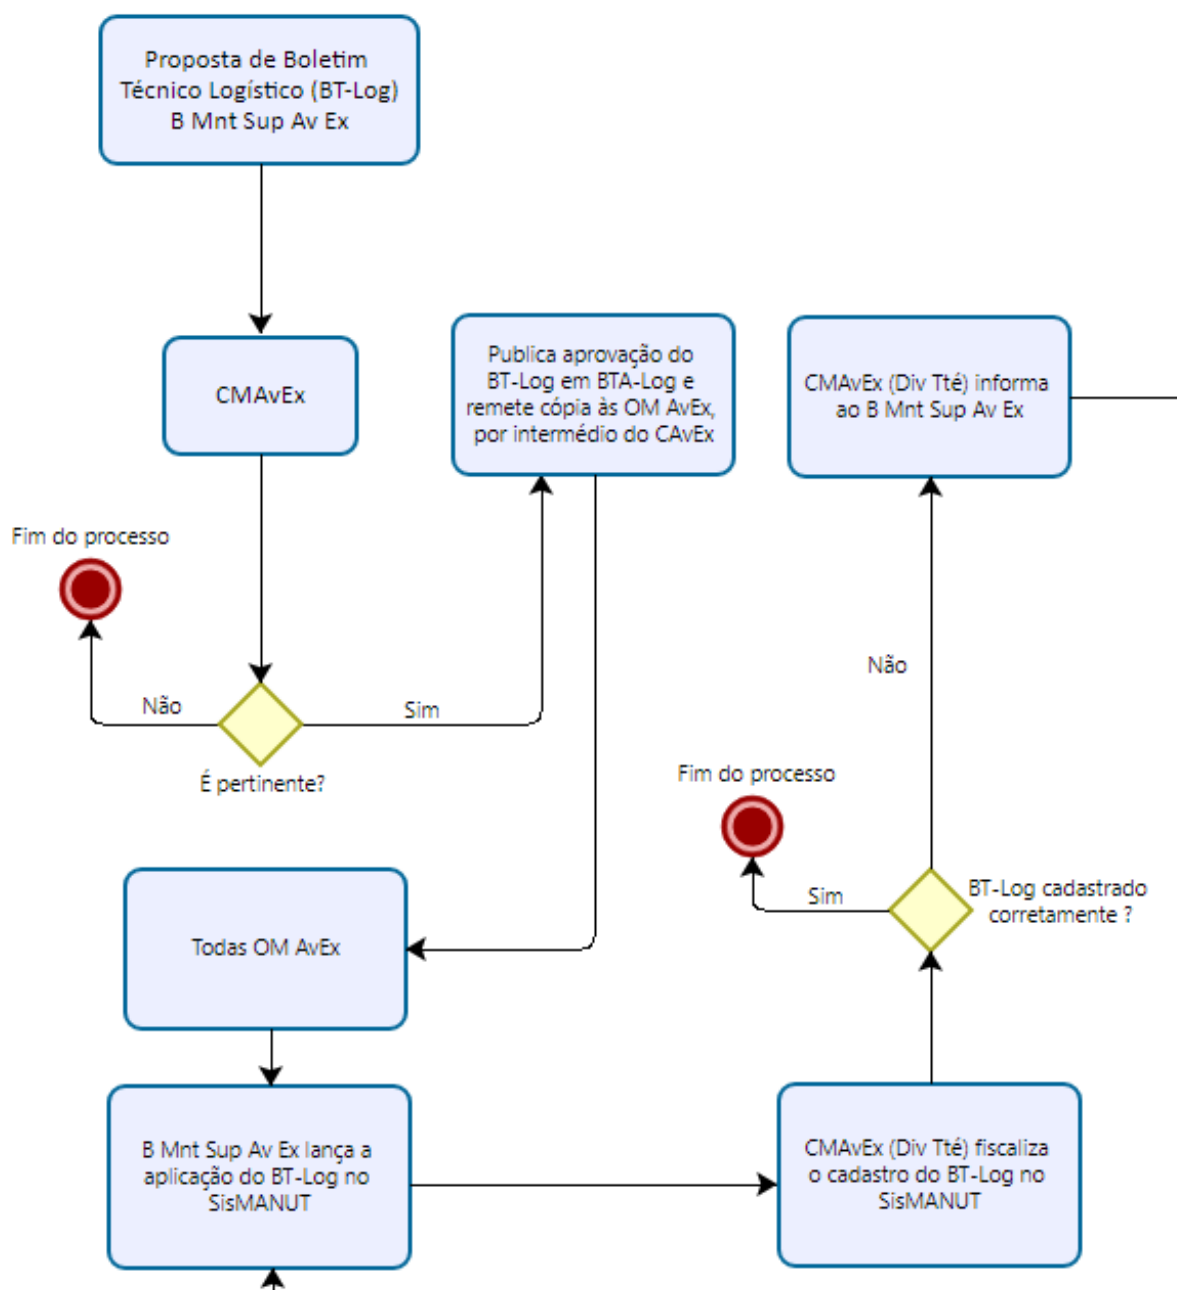 Proposta de Boletim
Técnico Logístico (BT-Log)
B Mnt Sup Av Ex
CMAvEx
Publica aprovação do
BT-Log em BTA-Log e
remete cópia às OM AvEx,
por intermédio do CAvEx
CMAvEx (Div Tté) informa
ao B Mnt Sup Av Ex
Fim do processo
Não
Sim
É pertinente?
Não
Fim do processo
Sim
BT-Log cadastrado
corretamente ?
Todas OM AvEx
B Mnt Sup Av Ex lança a
aplicação do BT-Log no
SisMANUT
CMAvEx (Div Tté) fiscaliza
o cadastro do BT-Log no
SisMANUT